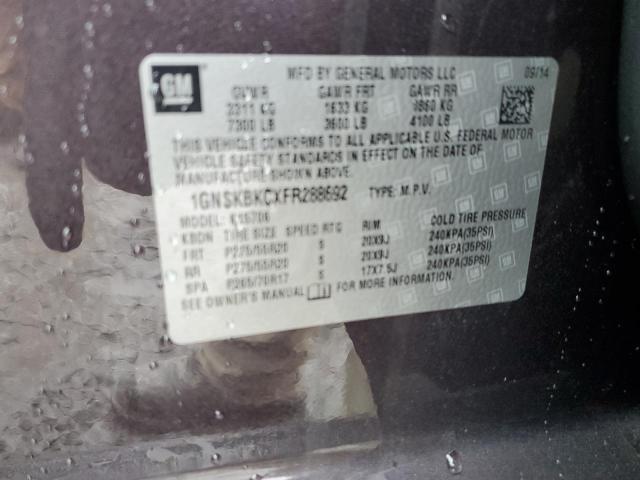 GM
MFD BY GENERAL MOTORS LLC 09/14
GVWR GAWR FRT GAWR RR
3311 KG 1633 KG 1860 KG
7300 LB 3600 LB 4100 LB
THIS VEHICLE CONFORMS TO ALL APPLICABLE U.S. FEDERAL MOTOR
VEHICLE SAFETY STANDARDS IN EFFECT ON THE DATE OF
MANUFACTURE SHOWN ABOVE.
1GNSKBKCXFR288692 TYPE: M.P.V.
MODEL: K15706
KBDN TIRE SIZE SPEED RTG RIM COLD TIRE PRESSURE
FRT P275/55R20 S 20X9J 240KPA(35PSI)
RR P275/55R20 S 20X9J 240KPA(35PSI)
SPA P265/70R17 S 17X7.5J 240KPA(35PSI)
SEE OWNER'S MANUAL FOR MORE INFORMATION.